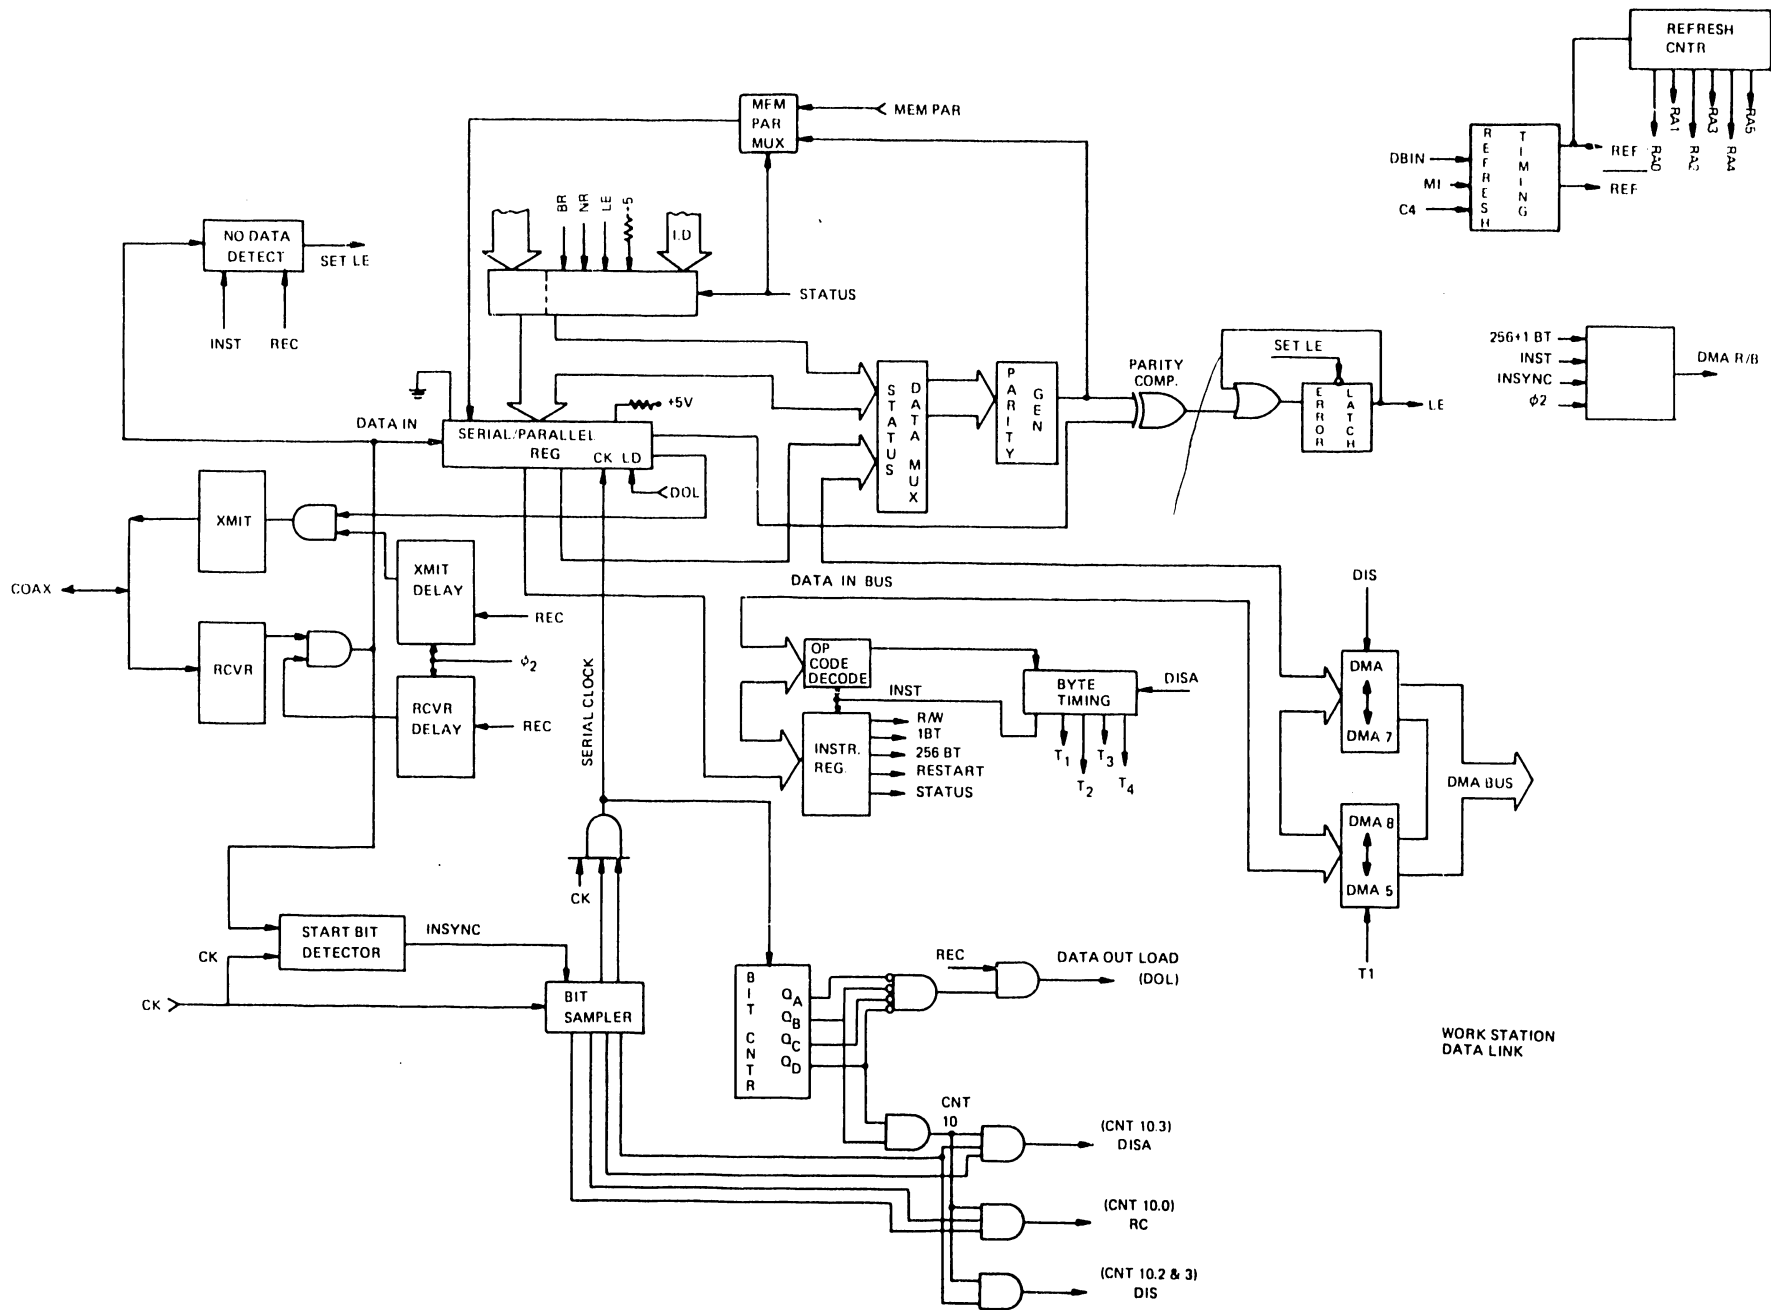 REFRESH
CNTR
RA0
RA1
RA2
RA3
RA4
RA5
REFRESH
TIMING
DBIN
MI
C4
REF
REF
MEM
PAR
MUX
MEM PAR
BR
NR
LE
+5
I.D
STATUS
NO DATA
DETECT
SET LE
INST
REC
256+1 BT
INST
INSYNC
φ2
DMA R/B
DATA IN
+5V
SERIAL/PARALLEL
REG
CK LD
DOL
STATUS
DATA MUX
PARITY
GEN
PARITY
COMP.
SET LE
ERROR
LATCH
LE
XMIT
XMIT
DELAY
REC
COAX
φ2
RCVR
RCVR
DELAY
REC
SERIAL CLOCK
DATA IN BUS
OP
CODE
DECODE
INST
BYTE
TIMING
DISA
T1
T2
T3
T4
INSTR.
REG.
R/W
1BT
256 BT
RESTART
STATUS
DIS
DMA
DMA 7
DMA BUS
DMA 8
DMA 5
T1
CK
START BIT
DETECTOR
INSYNC
CK
CK
BIT
SAMPLER
BIT CNTR
QA
QB
QC
QD
REC
DATA OUT LOAD
(DOL)
WORK STATION
DATA LINK
CNT
10
(CNT 10.3)
DISA
(CNT 10.0)
RC
(CNT 10.2 & 3)
DIS